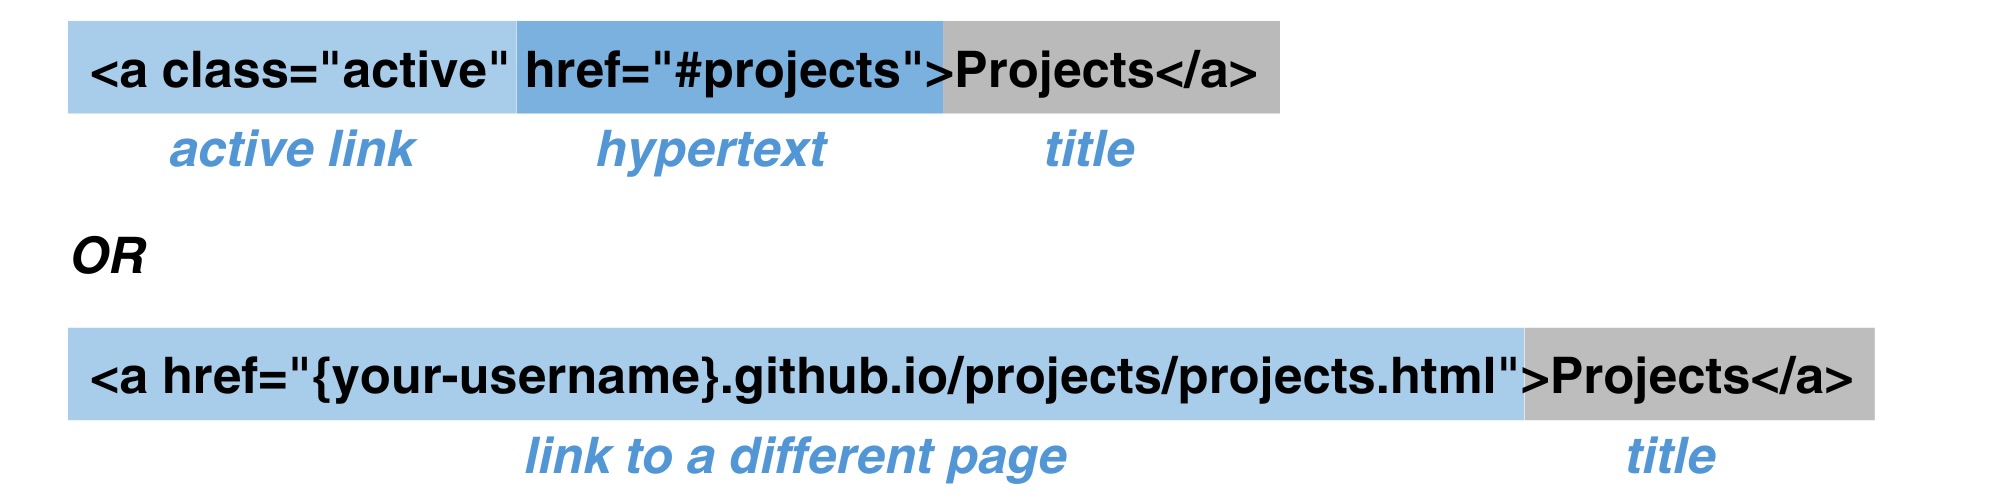 <a class="active" href="#projects">Projects</a>
active link hypertext title
OR
<a href="{your-username}.github.io/projects/projects.html">Projects</a>
link to a different page title